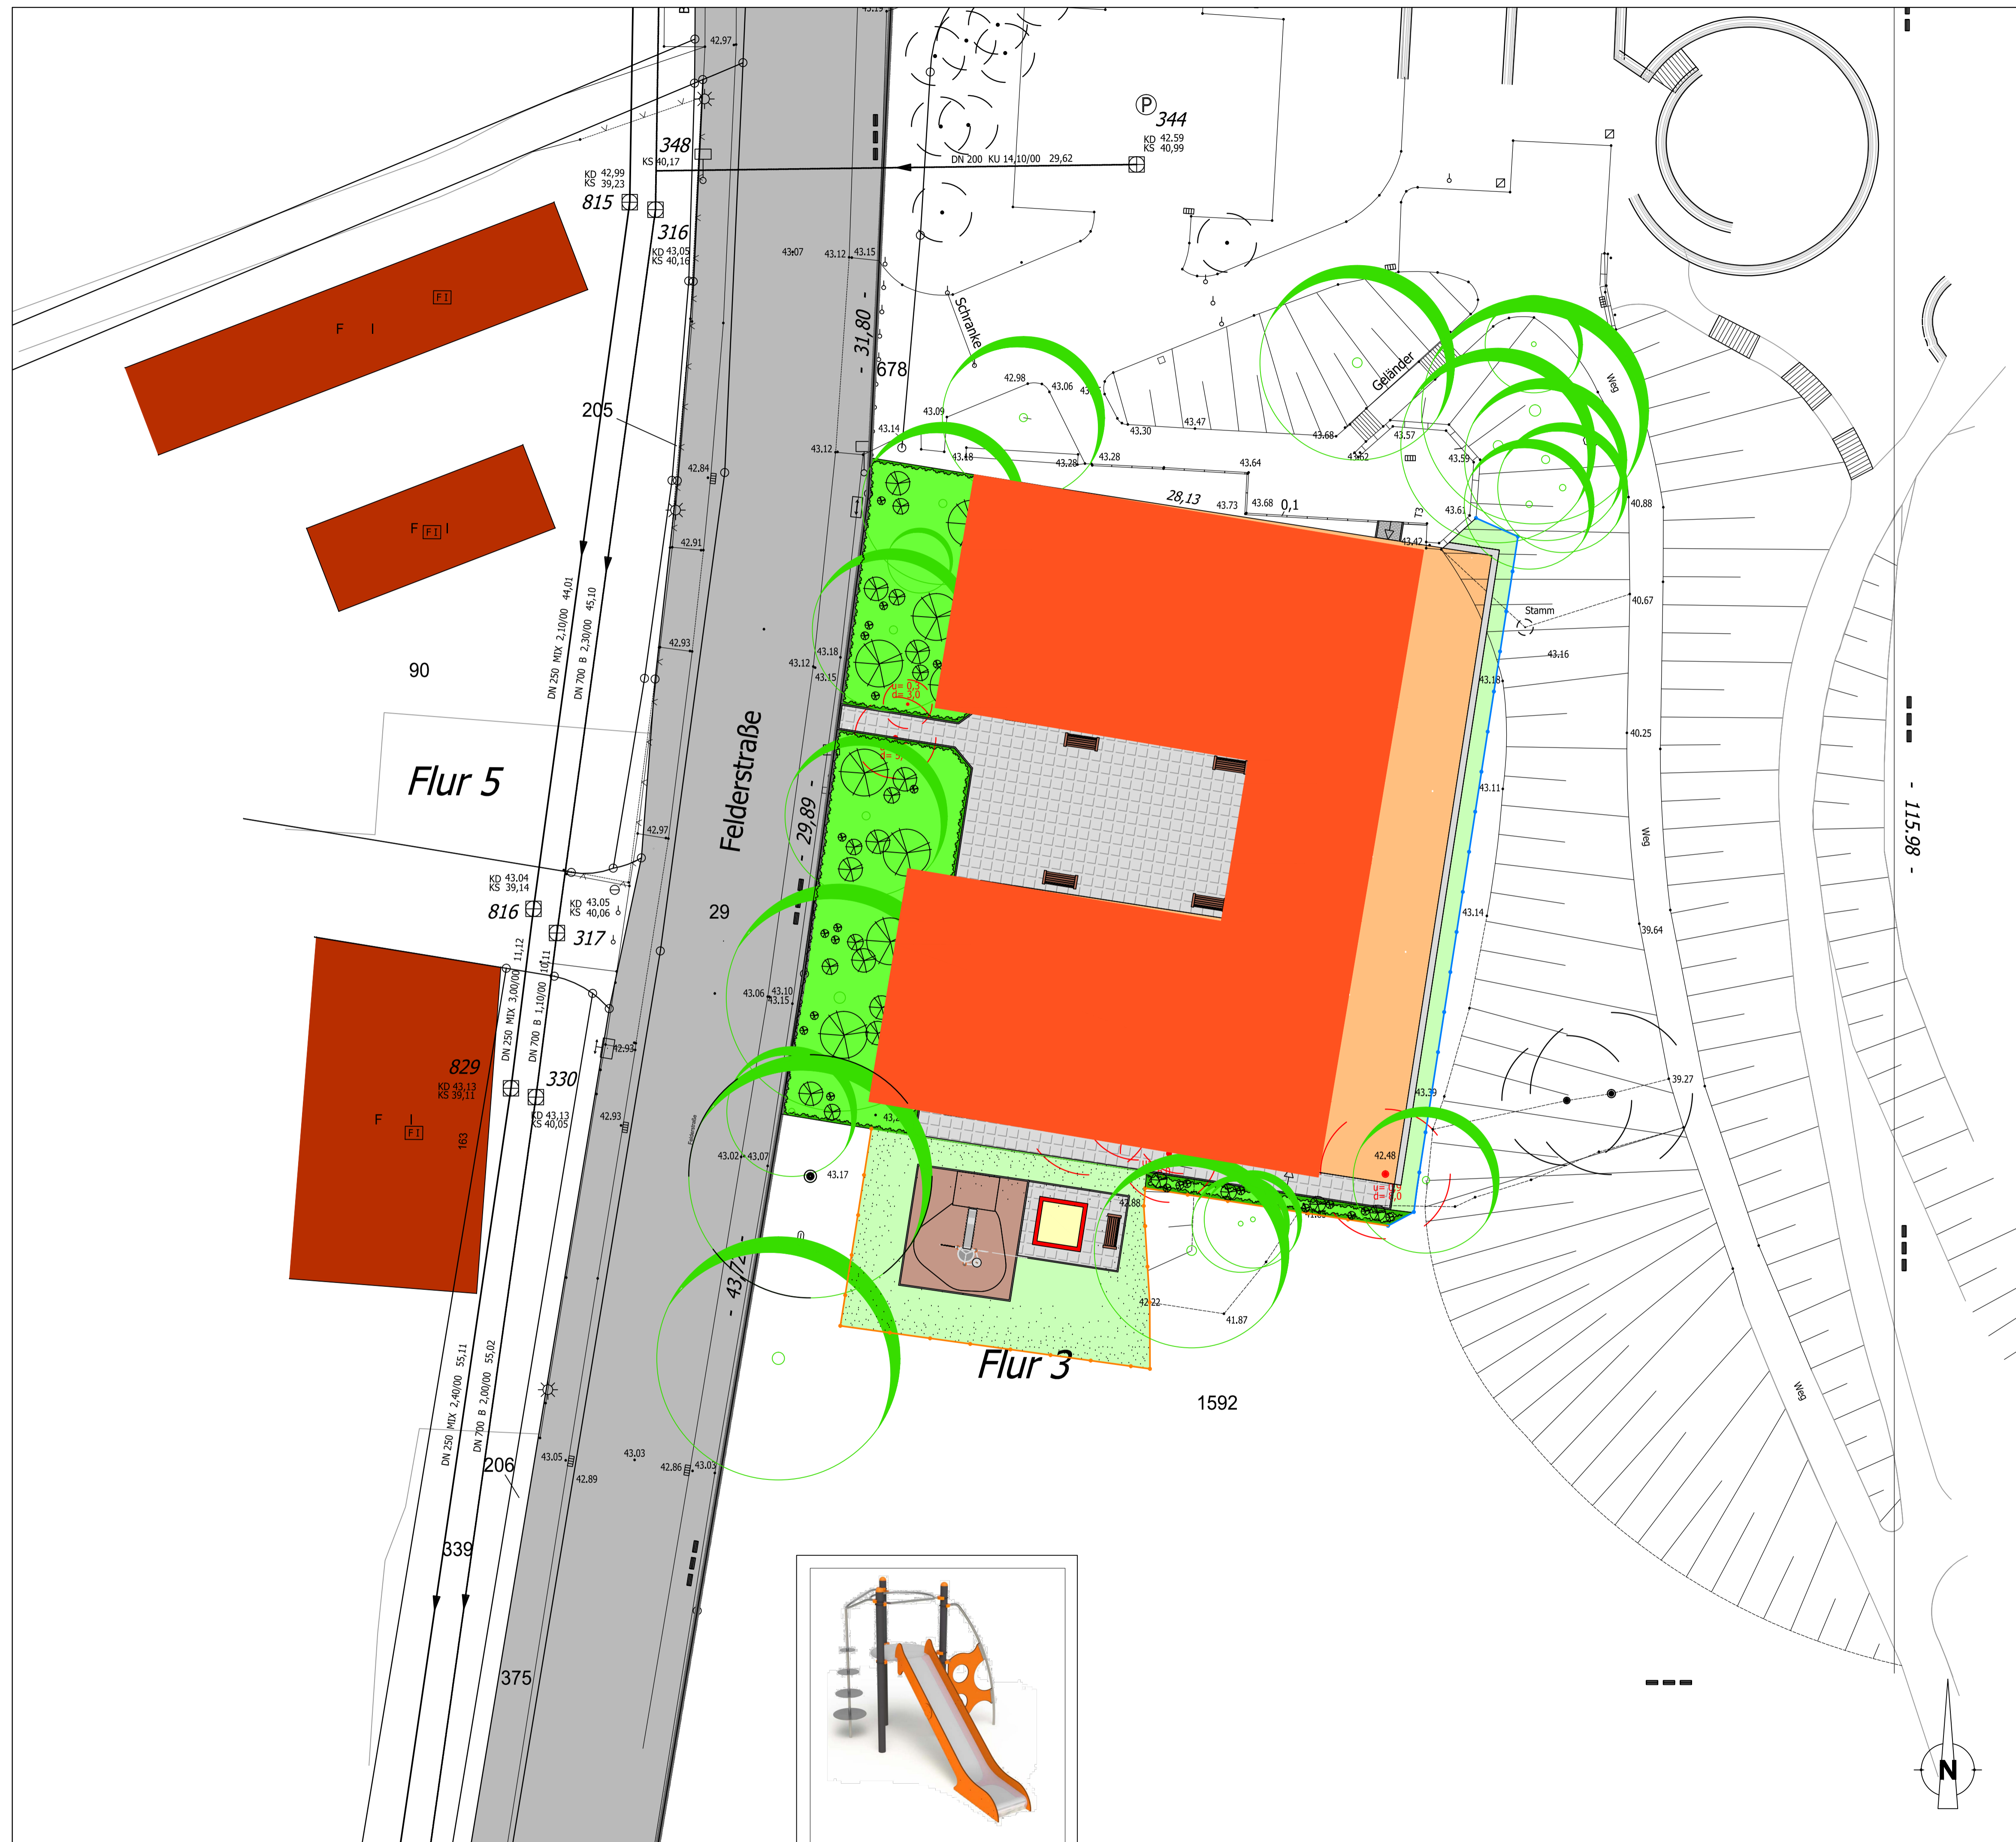 43.19
42.97
P
344
KD 42.59
KS 40,99
348
KS 40,17
DN 200 KU 14,10/00 29,62
KD 42,99
KS 39,23
815
316
KD 43,05
KS 40,16
43.07
43.12
43.15
F I
F I
Schranke
- 31,80 -
678
42.98
43.06
43.09
43.14
43.12
43.18
43.28
43.28
43.30
43.47
43.68
43.62
43.57
43.59
Geländer
Weg
205
42.84
43.64
28,13
43.73
43.68
0,1
T3
43.61
43.42
40.88
F I
F I
42.91
DN 250 MIX 2,10/00 44,01
DN 700 B 2,30/00 45,10
40.67
Stamm
42.93
43.18
43.12
43.15
43.16
43.18
90
u= 0,3
d= 3,0
Flur 5
Felderstraße
- 29,89 -
40.25
43.11
Weg
- 115.98 -
42.97
KD 43.04
KS 39,14
816
KD 43.05
KS 40,06
317
29
43.14
39.64
DN 250 MIX 3,00/00 11,12
DN 700 B 1,10/00 10,11
43.06
43.10
43.15
42.93
829
KD 43,13
KS 39,11
330
KD 43,13
KS 40,05
F I
F I
163
42.93
Felderstraße
43.02
43.07
43.17
43.39
39.27
42.48
d= 8,0
42.88
42.22
41.87
- 43,72 -
Flur 3
1592
DN 250 MIX 2,40/00 55,11
DN 700 B 2,00/00 55,02
Weg
43.05
43.03
42.86
43.03
42.89
206
339
375
N